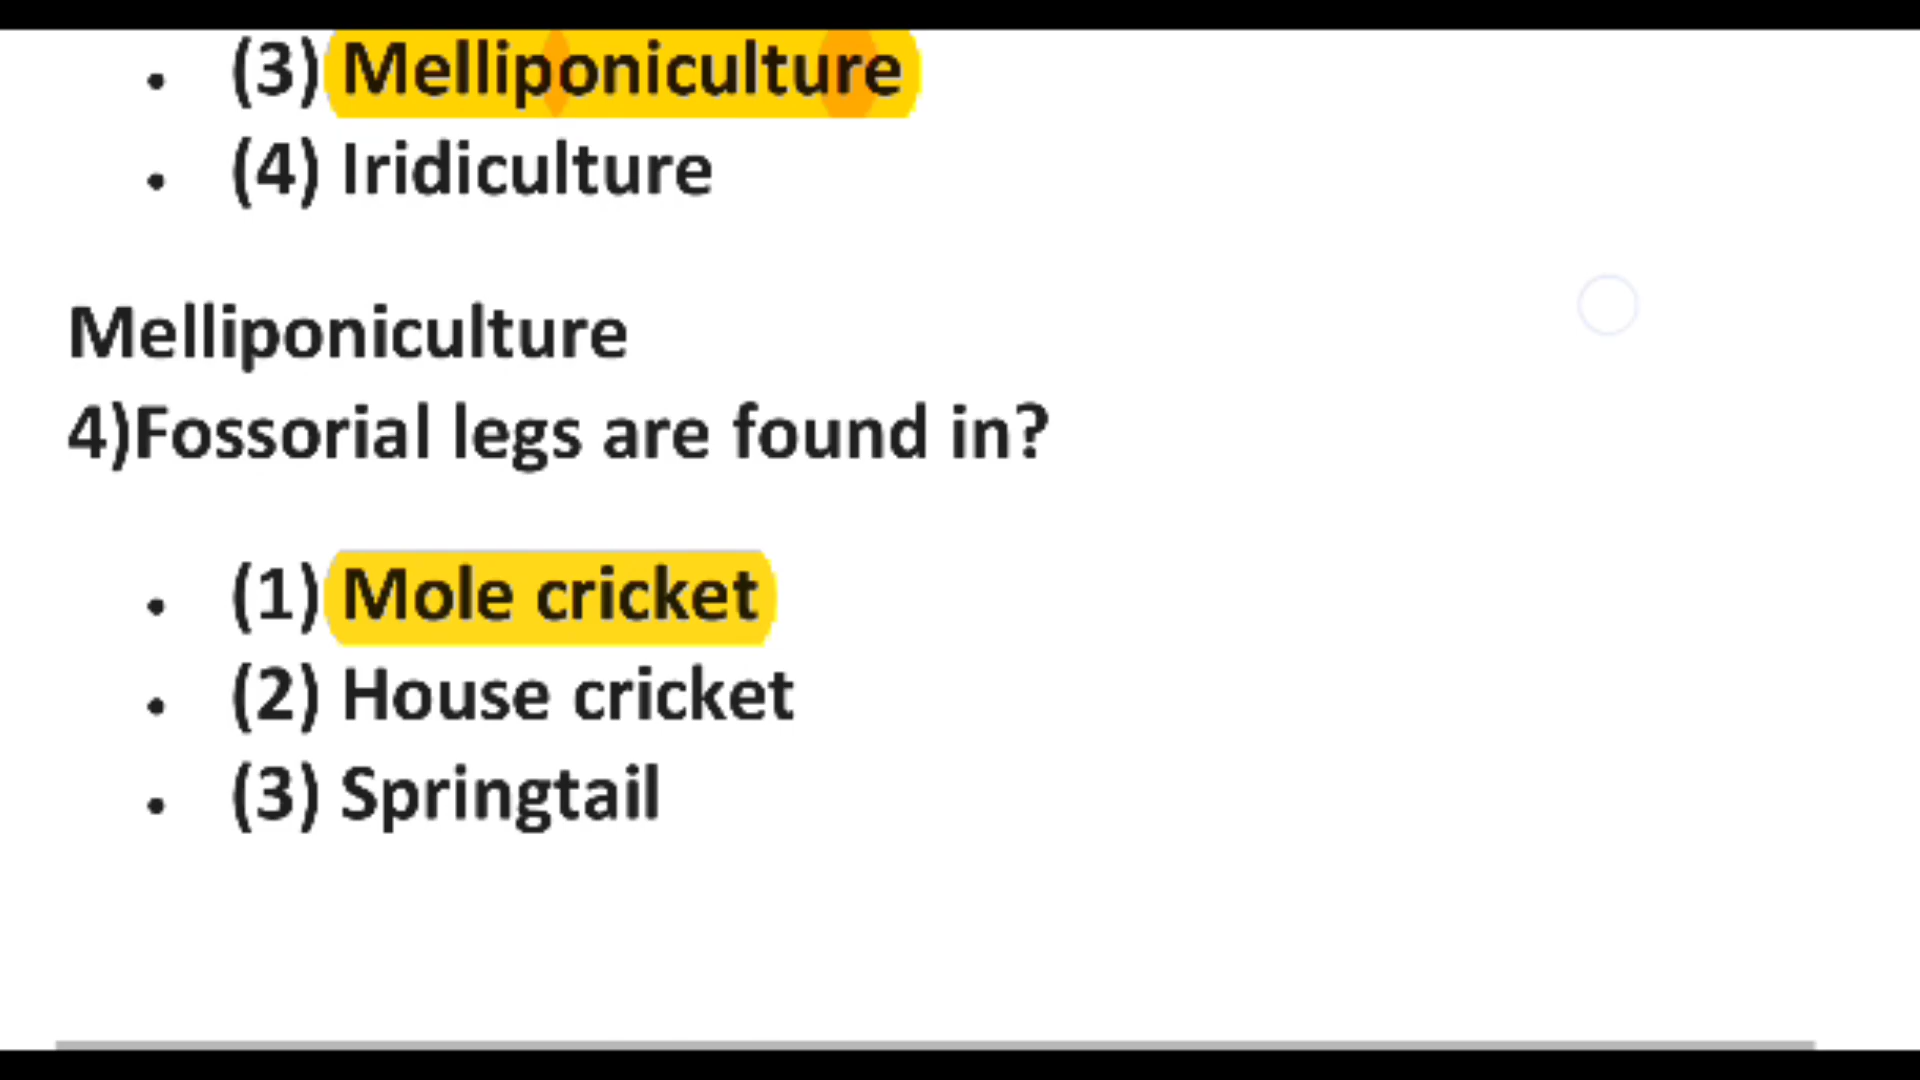 • (3) Melliponiculture
• (4) Iridiculture
Melliponiculture
4)Fossorial legs are found in?
• (1) Mole cricket
• (2) House cricket
• (3) Springtail